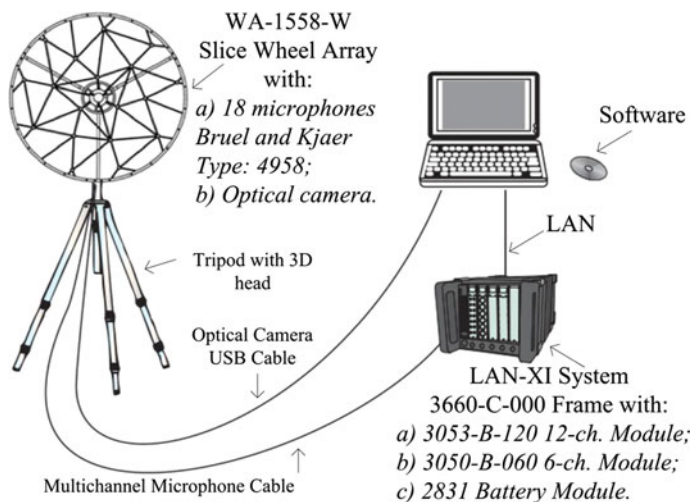 WA-1558-W
Slice Wheel Array
with:
a) 18 microphones
Bruel and Kjaer
Type: 4958;
b) Optical camera.
Software
LAN
Tripod with 3D
head
Optical Camera
USB Cable
LAN-XI System
3660-C-000 Frame with:
a) 3053-B-120 12-ch. Module;
b) 3050-B-060 6-ch. Module;
c) 2831 Battery Module.
Multichannel Microphone Cable